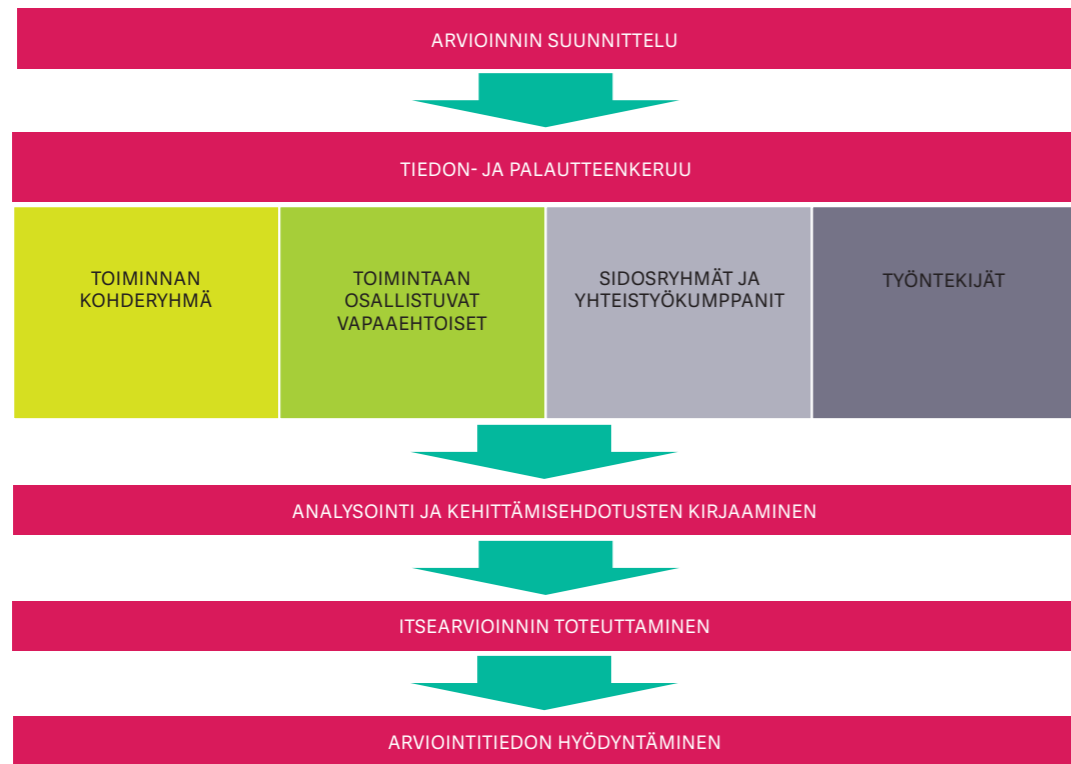 ARVIOINNIN SUUNNITTELU
TIEDON- JA PALAUTTEENKERUU
TOIMINNAN
KOHDERYHMÄ
TOIMINTAAN
OSALLISTUVAT
VAPAAEHTOISET
SIDOSRYHMÄT JA
YHTEISTYÖKUMPPANIT
TYÖNTEKIJÄT
ANALYSOINTI JA KEHITTÄMISEHDOTUSTEN KIRJAAMINEN
ITSEARVIOINNIN TOTEUTTAMINEN
ARVIOINTITIEDON HYÖDYNTÄMINEN